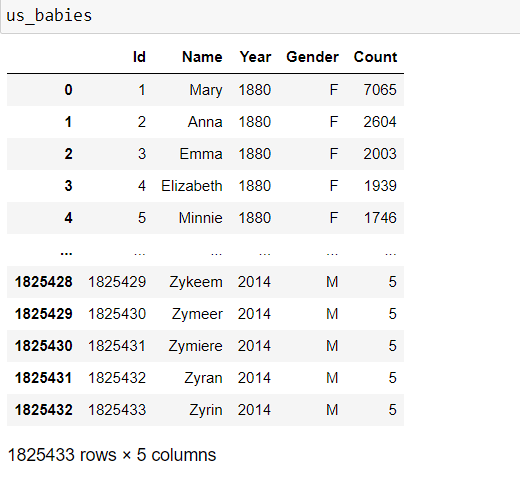 us_babies
Id Name Year Gender Count
0 1 Mary 1880 F 7065
1 2 Anna 1880 F 2604
2 3 Emma 1880 F 2003
3 4 Elizabeth 1880 F 1939
4 5 Minnie 1880 F 1746
... ... ... ... ... ...
1825428 1825429 Zykeem 2014 M 5
1825429 1825430 Zymeer 2014 M 5
1825430 1825431 Zymiere 2014 M 5
1825431 1825432 Zyran 2014 M 5
1825432 1825433 Zyrin 2014 M 5
1825433 rows × 5 columns